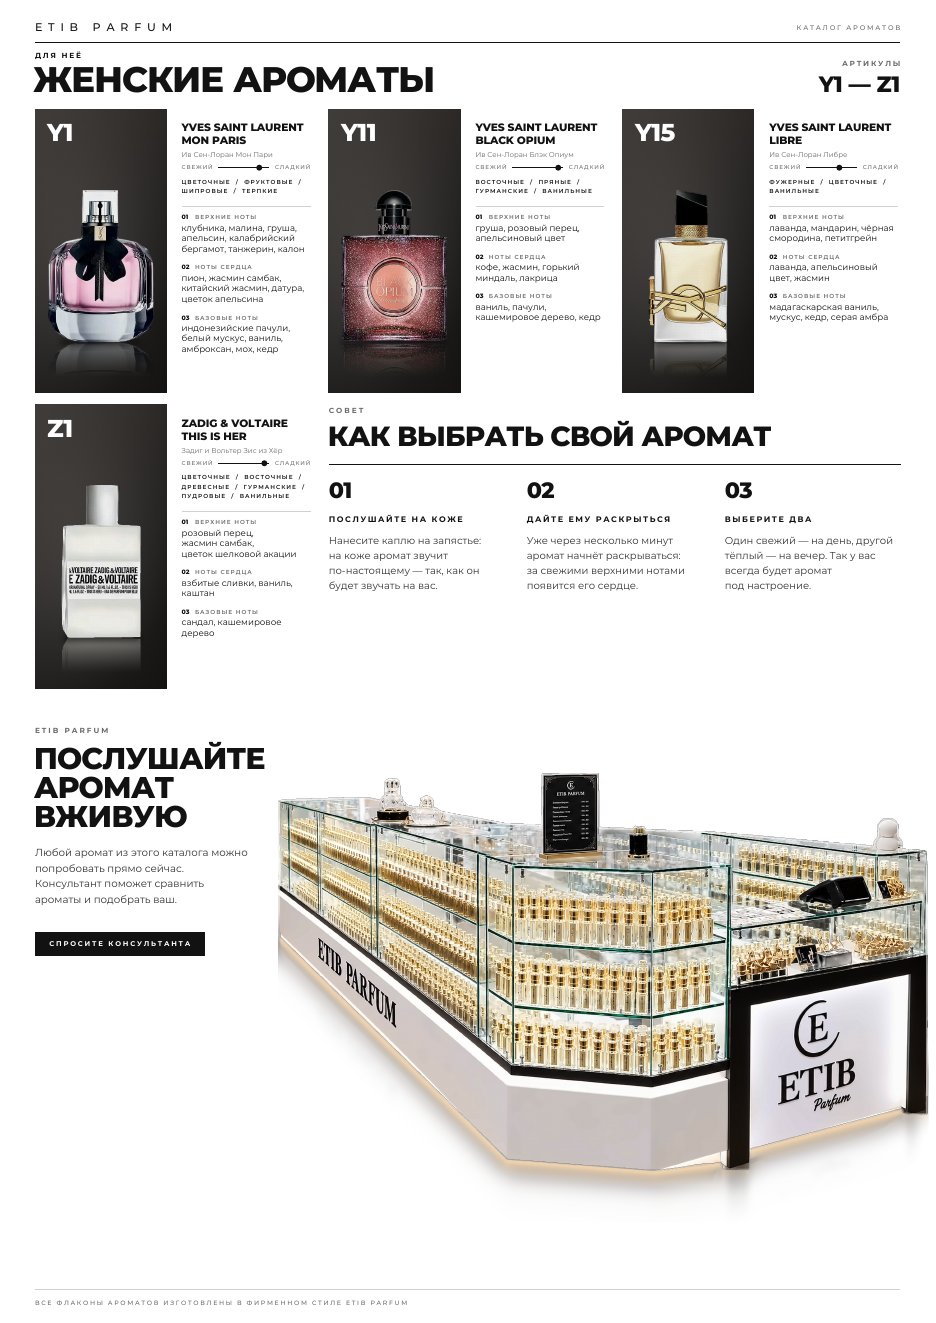 ETIB PARFUM
КАТАЛОГ АРОМАТОВ
ДЛЯ НЕЁ
ЖЕНСКИЕ АРОМАТЫ
АРТИКУЛЫ
Y1 — Z1
Y1
YVES SAINT LAURENT
MON PARIS
Ив Сен-Лоран Мон Пари
СВЕЖИЙ СЛАДКИЙ
ЦВЕТОЧНЫЕ / ФРУКТОВЫЕ /
ШИПРОВЫЕ / ТЕРПКИЕ
01 ВЕРХНИЕ НОТЫ
клубника, малина, груша,
апельсин, калабрийский
бергамот, танжерин, калон
02 НОТЫ СЕРДЦА
пион, жасмин самбак,
китайский жасмин, датура,
цветок апельсина
03 БАЗОВЫЕ НОТЫ
индонезийские пачули,
белый мускус, ваниль,
амброксан, мох, кедр
Y11
YVES SAINT LAURENT
BLACK OPIUM
Ив Сен-Лоран Блэк Опиум
СВЕЖИЙ СЛАДКИЙ
ВОСТОЧНЫЕ / ПРЯНЫЕ /
ГУРМАНСКИЕ / ВАНИЛЬНЫЕ
01 ВЕРХНИЕ НОТЫ
груша, розовый перец,
апельсиновый цвет
02 НОТЫ СЕРДЦА
кофе, жасмин, горький
миндаль, лакрица
03 БАЗОВЫЕ НОТЫ
ваниль, пачули,
кашемировое дерево, кедр
Y15
YVES SAINT LAURENT
LIBRE
Ив Сен-Лоран Либре
СВЕЖИЙ СЛАДКИЙ
ФУЖЕРНЫЕ / ЦВЕТОЧНЫЕ /
ВАНИЛЬНЫЕ
01 ВЕРХНИЕ НОТЫ
лаванда, мандарин, чёрная
смородина, петитгрейн
02 НОТЫ СЕРДЦА
лаванда, апельсиновый
цвет, жасмин
03 БАЗОВЫЕ НОТЫ
мадагаскарская ваниль,
мускус, кедр, серая амбра
Z1
E ZADIG & VOLTAIRE
ZADIG & VOLTAIRE
THIS IS HER
Задиг и Вольтер Зис из Хёр
СВЕЖИЙ СЛАДКИЙ
ЦВЕТОЧНЫЕ / ВОСТОЧНЫЕ /
ДРЕВЕСНЫЕ / ГУРМАНСКИЕ /
ПУДРОВЫЕ / ВАНИЛЬНЫЕ
01 ВЕРХНИЕ НОТЫ
розовый перец,
жасмин самбак,
цветок шелковой акации
02 НОТЫ СЕРДЦА
взбитые сливки, ваниль,
каштан
03 БАЗОВЫЕ НОТЫ
сандал, кашемировое
дерево
СОВЕТ
КАК ВЫБРАТЬ СВОЙ АРОМАТ
01
ПОСЛУШАЙТЕ НА КОЖЕ
Нанесите каплю на запястье:
на коже аромат звучит
по-настоящему — так, как он
будет звучать на вас.
02
ДАЙТЕ ЕМУ РАСКРЫТЬСЯ
Уже через несколько минут
аромат начнёт раскрываться:
за свежими верхними нотами
появится его сердце.
03
ВЫБЕРИТЕ ДВА
Один свежий — на день, другой
тёплый — на вечер. Так у вас
всегда будет аромат
под настроение.
ETIB PARFUM
ПОСЛУШАЙТЕ
АРОМАТ
ВЖИВУЮ
Любой аромат из этого каталога можно
попробовать прямо сейчас.
Консультант поможет сравнить
ароматы и подобрать ваш.
СПРОСИТЕ КОНСУЛЬТАНТА
ETIB PARFUM
ETIB PARFUM
E
ETIB
Parfum
ВСЕ ФЛАКОНЫ АРОМАТОВ ИЗГОТОВЛЕНЫ В ФИРМЕННОМ СТИЛЕ ETIB PARFUM